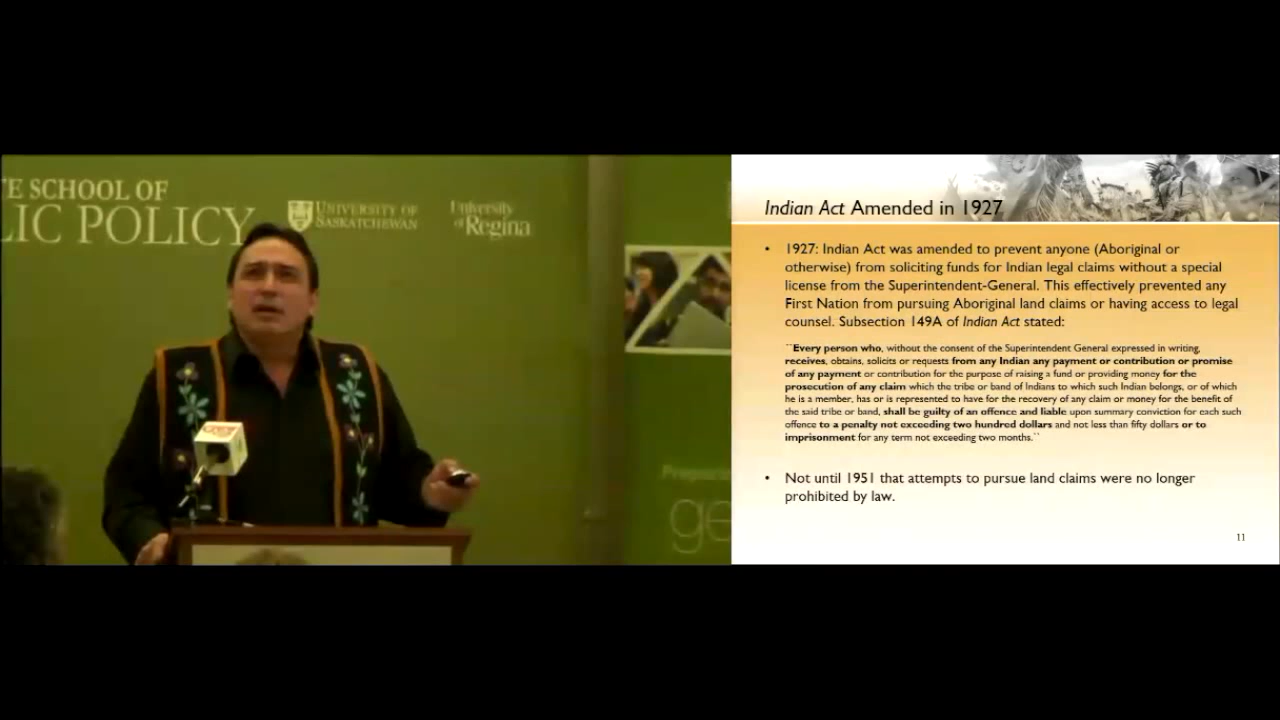 TE SCHOOL OF
LIC POLICY
UNIVERSITY OF
SASKATCHEWAN
University
of Regina
Prepari
ge
Indian Act Amended in 1927
• 1927: Indian Act was amended to prevent anyone (Aboriginal or
otherwise) from soliciting funds for Indian legal claims without a special
license from the Superintendent-General. This effectively prevented any
First Nation from pursuing Aboriginal land claims or having access to legal
counsel. Subsection 149A of Indian Act stated:
``Every person who, without the consent of the Superintendent General expressed in writing,
receives, obtains, solicits or requests from any Indian any payment or contribution or promise
of any payment or contribution for the purpose of raising a fund or providing money for the
prosecution of any claim which the tribe or band of Indians to which such Indian belongs, or of which
he is a member, has or is represented to have for the recovery of any claim or money for the benefit of
the said tribe or band, shall be guilty of an offence and liable upon summary conviction for each such
offence to a penalty not exceeding two hundred dollars and not less than fifty dollars or to
imprisonment for any term not exceeding two months.``
• Not until 1951 that attempts to pursue land claims were no longer
prohibited by law.
11